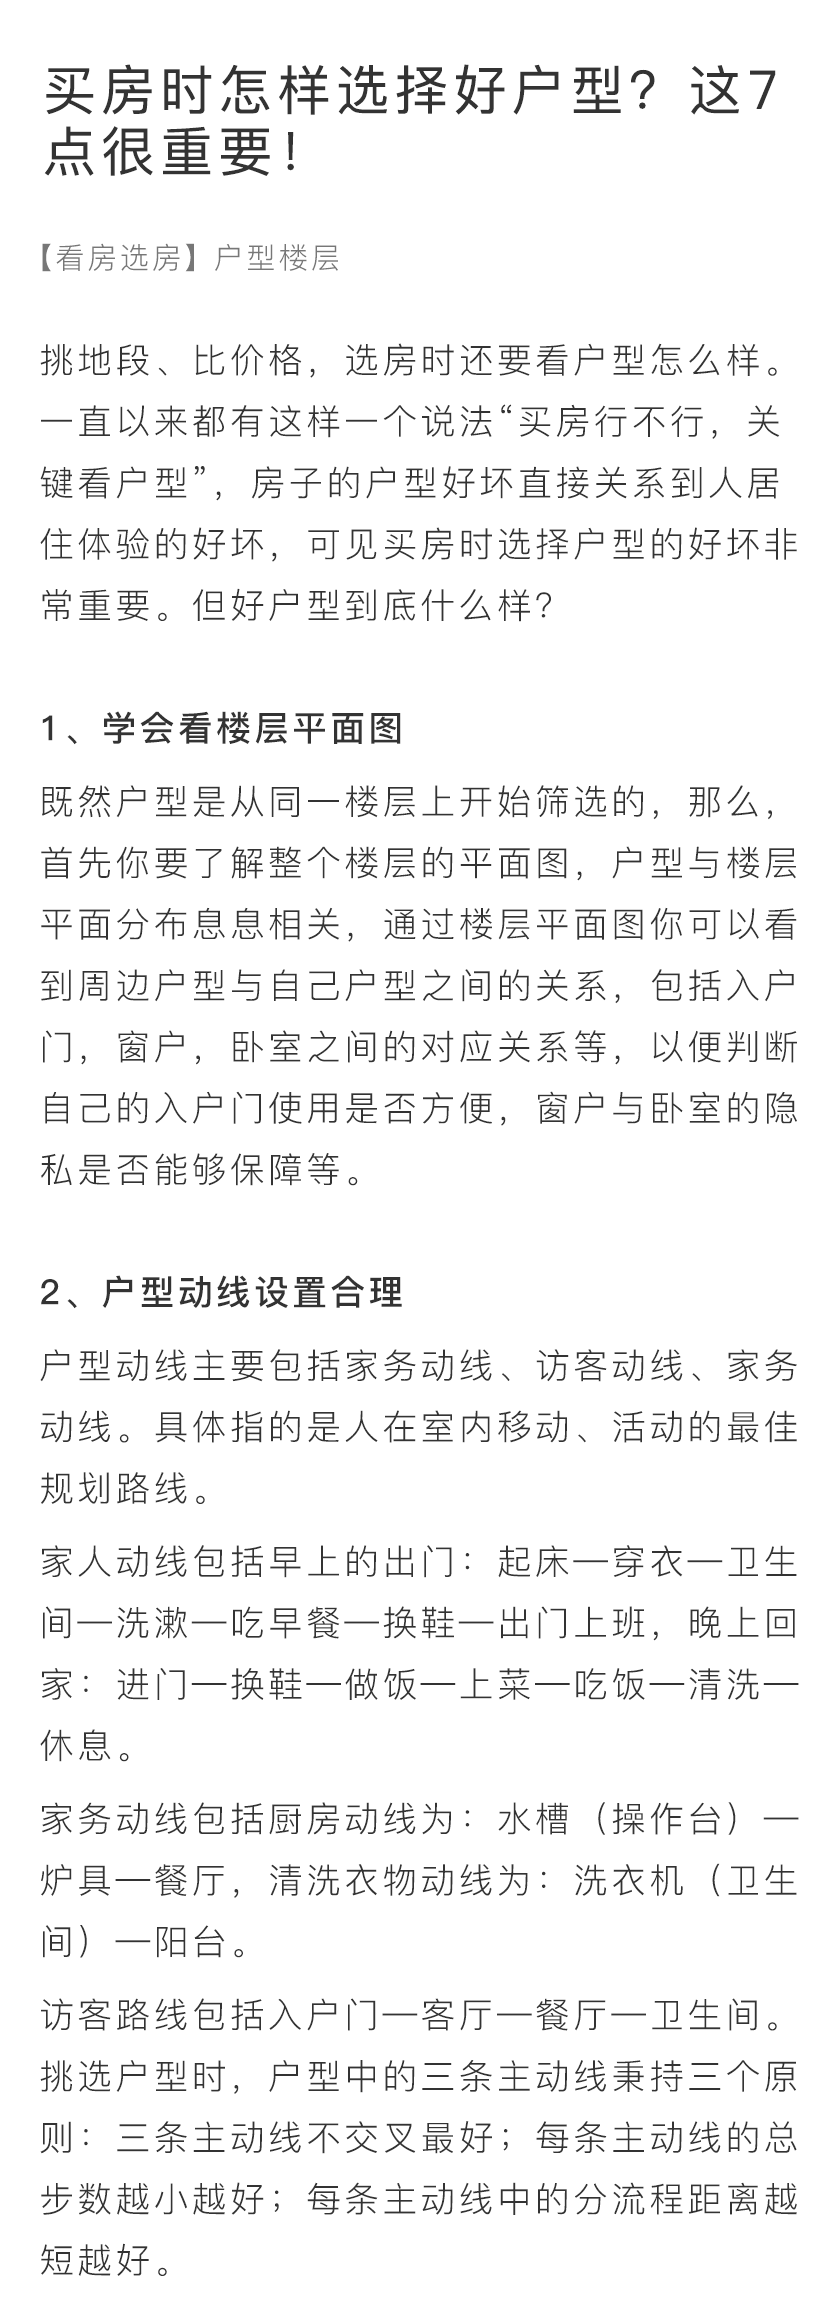 买房时怎样选择好户型？这7
点很重要！
【看房选房】户型楼层
挑地段、比价格，选房时还要看户型怎么样。
一直以来都有这样一个说法“买房行不行，关
键看户型”，房子的户型好坏直接关系到人居
住体验的好坏，可见买房时选择户型的好坏非
常重要。但好户型到底什么样？
1、学会看楼层平面图
既然户型是从同一楼层上开始筛选的，那么，
首先你要了解整个楼层的平面图，户型与楼层
平面分布息息相关，通过楼层平面图你可以看
到周边户型与自己户型之间的关系，包括入户
门，窗户，卧室之间的对应关系等，以便判断
自己的入户门使用是否方便，窗户与卧室的隐
私是否能够保障等。
2、户型动线设置合理
户型动线主要包括家务动线、访客动线、家务
动线。具体指的是人在室内移动、活动的最佳
规划路线。
家人动线包括早上的出门：起床—穿衣—卫生
间—洗漱—吃早餐—换鞋—出门上班，晚上回
家：进门—换鞋—做饭—上菜—吃饭—清洗—
休息。
家务动线包括厨房动线为：水槽（操作台）—
炉具—餐厅，清洗衣物动线为：洗衣机（卫生
间）—阳台。
访客路线包括入户门—客厅—餐厅—卫生间。
挑选户型时，户型中的三条主动线秉持三个原
则：三条主动线不交叉最好；每条主动线的总
步数越小越好；每条主动线中的分流程距离越
短越好。